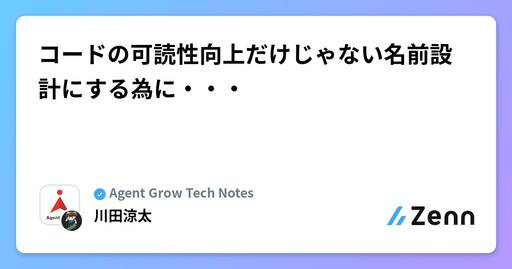 コードの可読性向上だけじゃない名前設
計にする為に・・・
Agent Grow Tech Notes
Agent
川田涼太
Zenn